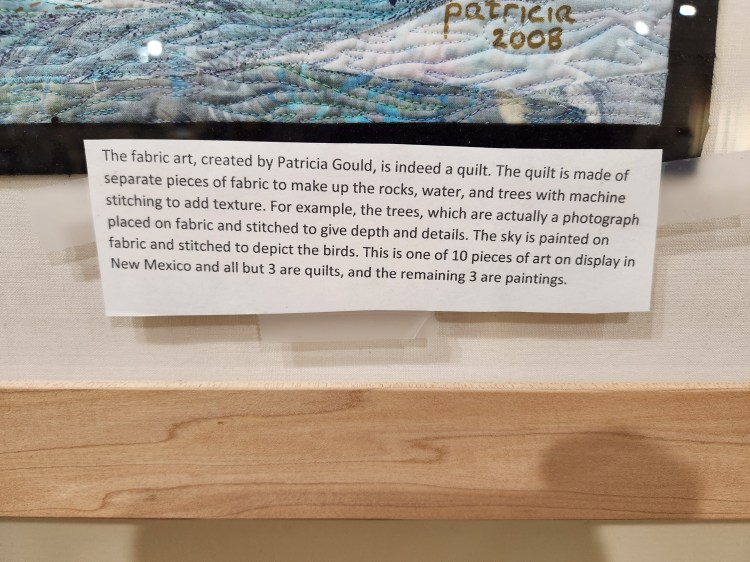 patricia
2008
The fabric art, created by Patricia Gould, is indeed a quilt. The quilt is made of
separate pieces of fabric to make up the rocks, water, and trees with machine
stitching to add texture. For example, the trees, which are actually a photograph
placed on fabric and stitched to give depth and details. The sky is painted on
fabric and stitched to depict the birds. This is one of 10 pieces of art on display in
New Mexico and all but 3 are quilts, and the remaining 3 are paintings.